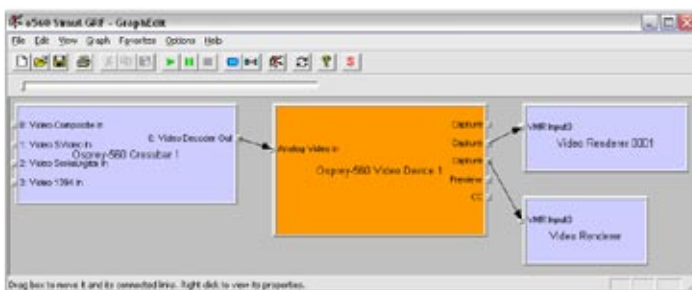 o560 Smout.GRF - GraphEdit
File Edit View Graph Favorites Options Help
0: Video Composite In
1: Video SVideo In
2: Video SerialDigital In
3: Video 1394 In
0: Video Decoder Out
Osprey-560 Crossbar 1
Analog Video In
Osprey-560 Video Device 1
Capture
Capture
Capture
Preview
CC
VMR Input0
Video Renderer 0001
VMR Input0
Video Renderer
Drag box to move it and its connected links. Right click to view its properties.